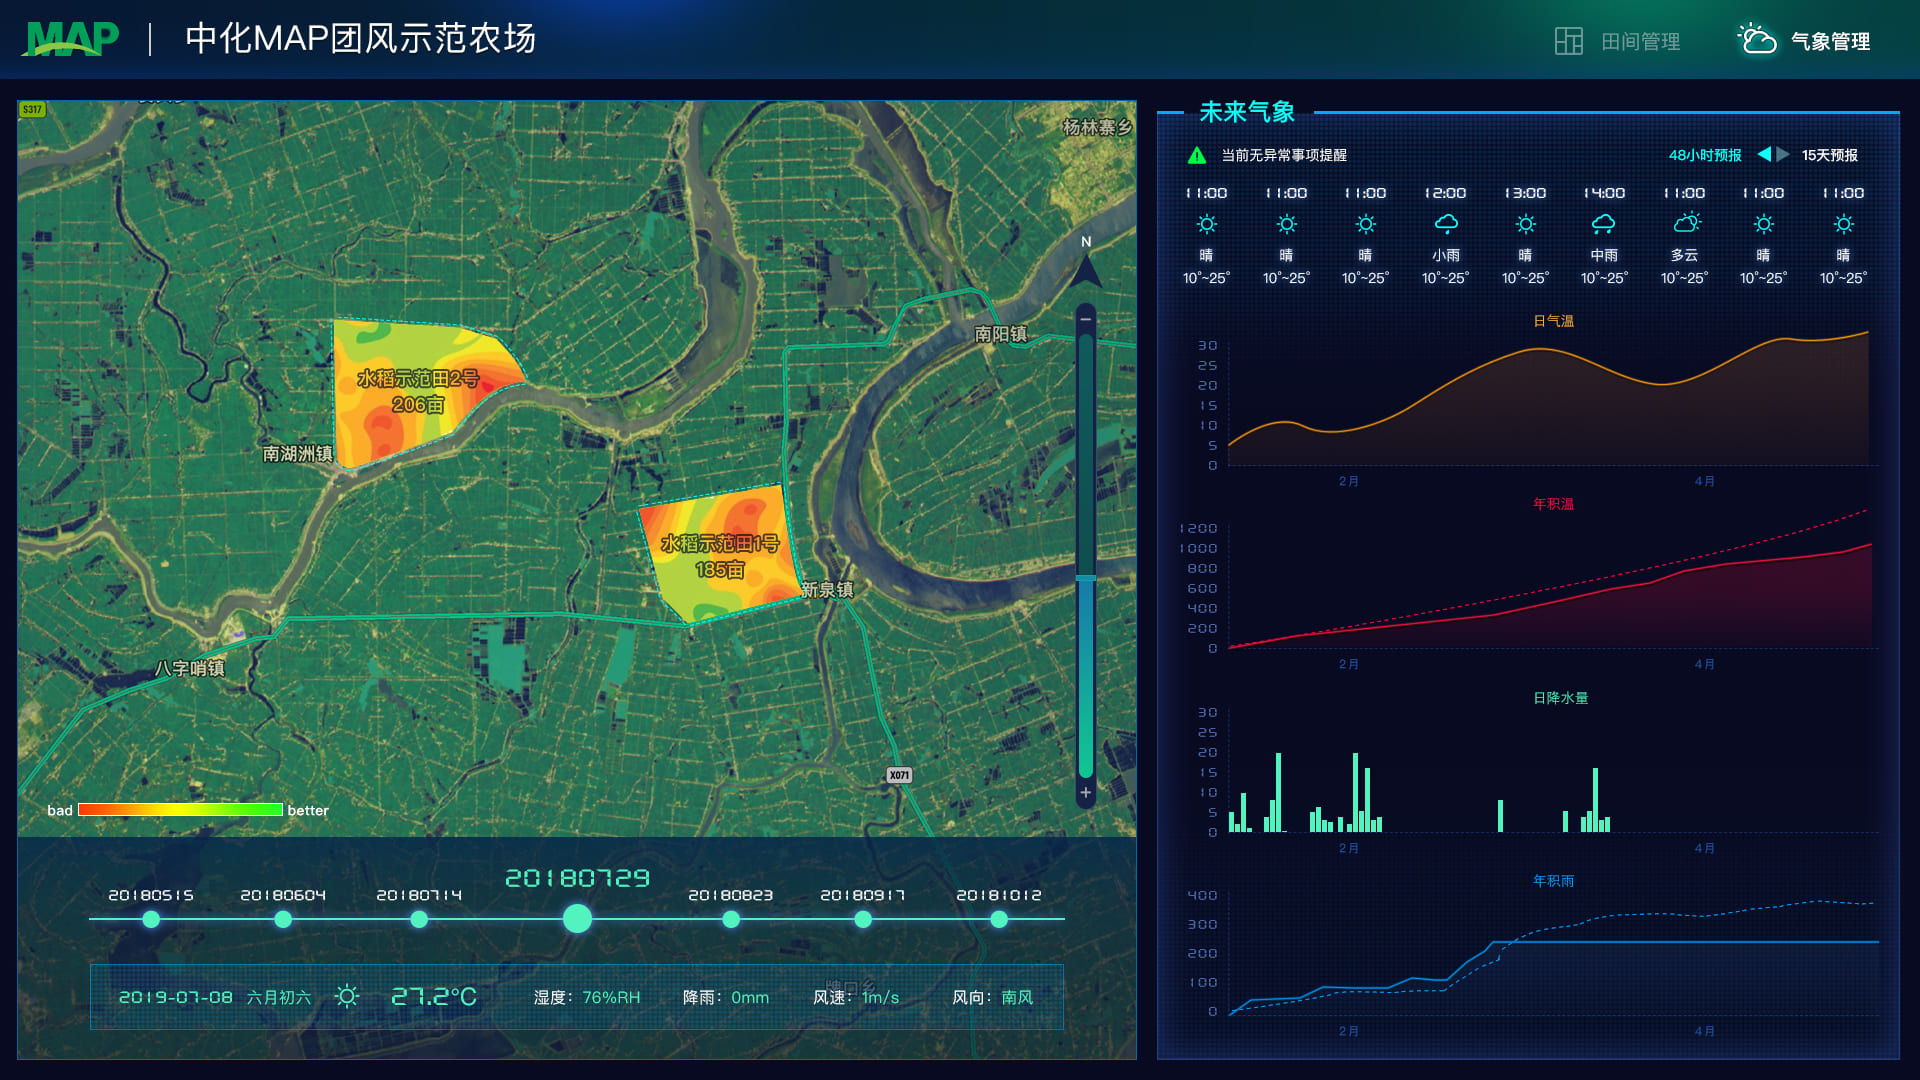 MAP
中化MAP团风示范农场
田间管理
气象管理
S317
杨林寨乡
N
南阳镇
水稻示范田2号
206亩
南湖洲镇
水稻示范田1号
185亩
新泉镇
八字哨镇
X071
bad
better
20180515
20180604
20180714
20180729
20180823
20180917
20181012
2019-07-08 六月初六 27.2°C 湿度：76%RH 降雨：0mm 风速：1m/s 风向：南风
未来气象
当前无异常事项提醒
48小时预报
15天预报
11:00 11:00 11:00 12:00 13:00 14:00 11:00 11:00 11:00
晴 晴 晴 小雨 晴 中雨 多云 晴 晴
10°~25° 10°~25° 10°~25° 10°~25° 10°~25° 10°~25° 10°~25° 10°~25° 10°~25°
日气温
30
25
20
15
10
5
0
2月 4月
年积温
1200
1000
800
600
400
200
0
2月 4月
日降水量
30
25
20
15
10
5
0
2月 4月
年积雨
400
300
200
100
0
2月 4月